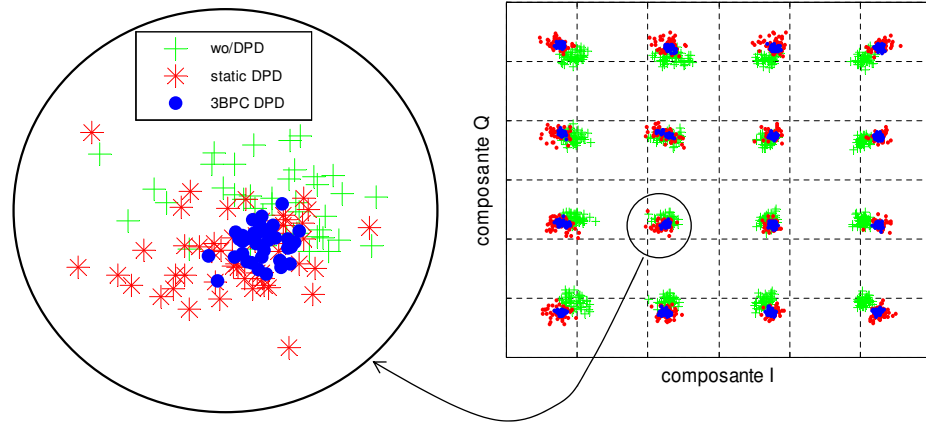 wo/DPD
static DPD
3BPC DPD
composante Q
composante I